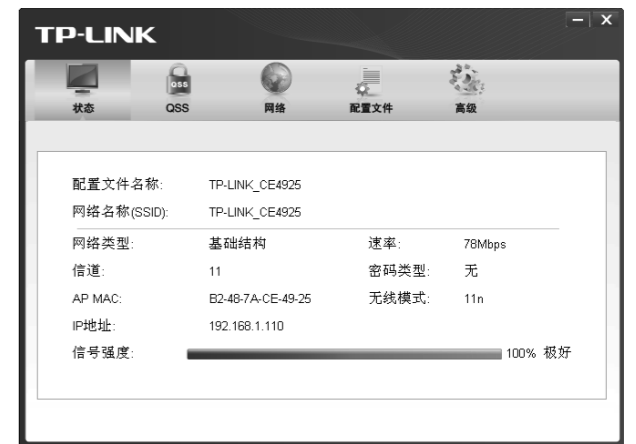 TP-LINK
QSS
状态 QSS 网络 配置文件 高级
配置文件名称: TP-LINK_CE4925
网络名称(SSID): TP-LINK_CE4925
网络类型: 基础结构 速率: 78Mbps
信道: 11 密码类型: 无
AP MAC: B2-48-7A-CE-49-25 无线模式: 11n
IP地址: 192.168.1.110
信号强度: 100% 极好